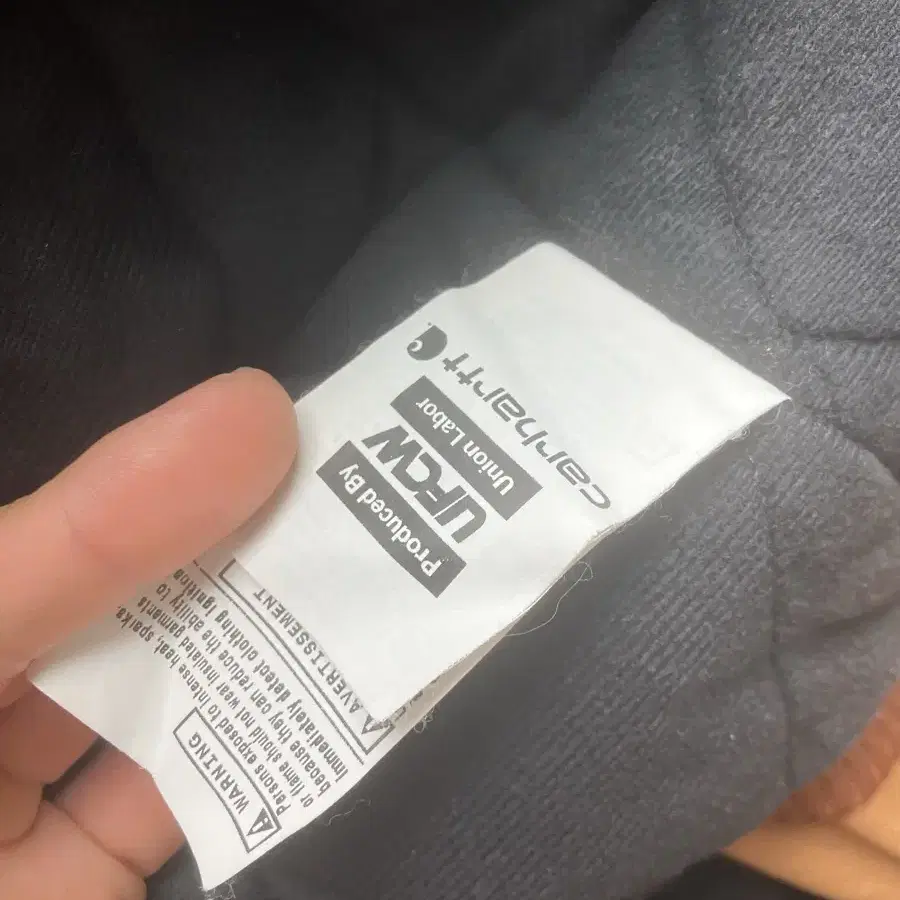 carhartt
Union Labor
UFCW
Produced By
WARNING
Persons exposed to intense heat, sparks,
or flame should not wear insulated garments
because they can reduce the ability to
immediately detect clothing ignition
AVERTISSEMENT